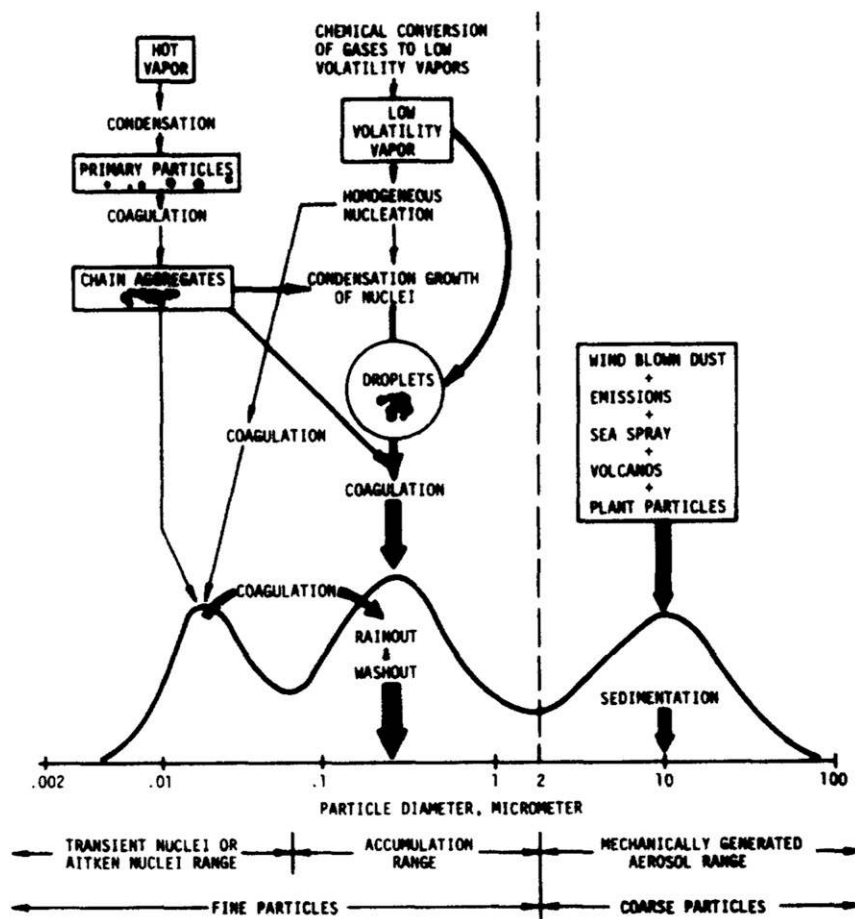 HOT
VAPOR
CONDENSATION
PRIMARY PARTICLES
COAGULATION
CHAIN AGGREGATES
CHEMICAL CONVERSION
OF GASES TO LOW
VOLATILITY VAPORS
LOW
VOLATILITY
VAPOR
HOMOGENEOUS
NUCLEATION
CONDENSATION GROWTH
OF NUCLEI
DROPLETS
COAGULATION
COAGULATION
COAGULATION
RAINOUT
&
WASHOUT
WIND BLOWN DUST
+
EMISSIONS
+
SEA SPRAY
+
VOLCANOS
+
PLANT PARTICLES
SEDIMENTATION
.002 .01 .1 1 2 10 100
PARTICLE DIAMETER, MICROMETER
TRANSIENT NUCLEI OR
AITKEN NUCLEI RANGE
ACCUMULATION
RANGE
MECHANICALLY GENERATED
AEROSOL RANGE
FINE PARTICLES
COARSE PARTICLES